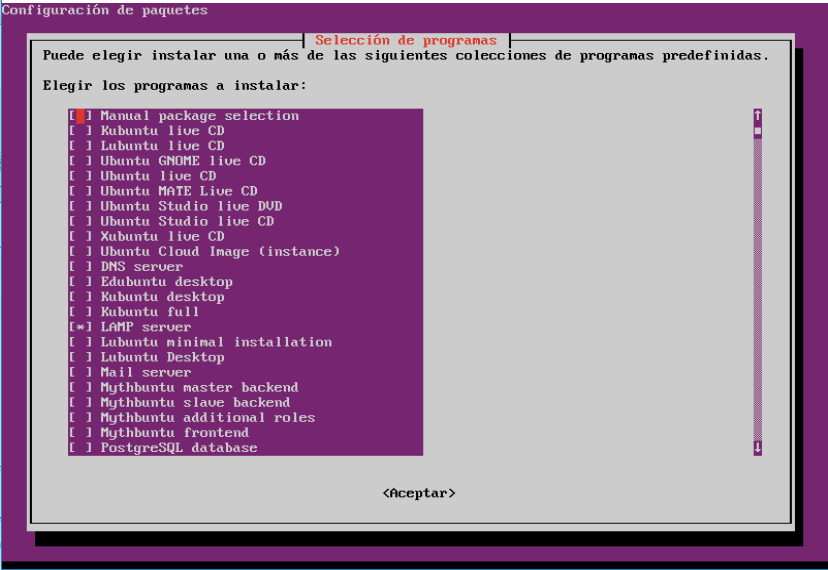 Configuración de paquetes
Selección de programas
Puede elegir instalar una o más de las siguientes colecciones de programas predefinidas.
Elegir los programas a instalar:
[ ] Manual package selection
[ ] Kubuntu live CD
[ ] Lubuntu live CD
[ ] Ubuntu GNOME live CD
[ ] Ubuntu live CD
[ ] Ubuntu MATE Live CD
[ ] Ubuntu Studio live DVD
[ ] Ubuntu Studio live CD
[ ] Xubuntu live CD
[ ] Ubuntu Cloud Image (instance)
[ ] DNS server
[ ] Edubuntu desktop
[ ] Kubuntu desktop
[ ] Kubuntu full
[*] LAMP server
[ ] Lubuntu minimal installation
[ ] Lubuntu Desktop
[ ] Mail server
[ ] Mythbuntu master backend
[ ] Mythbuntu slave backend
[ ] Mythbuntu additional roles
[ ] Mythbuntu frontend
[ ] PostgreSQL database
<Aceptar>